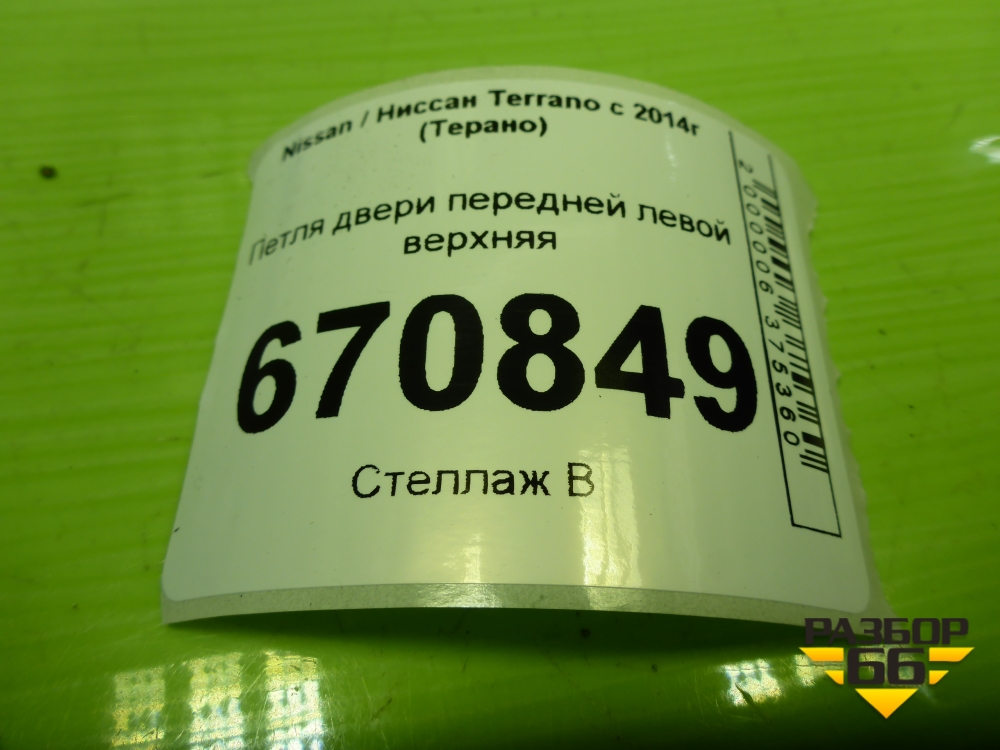 Nissan / Ниссан Terrano с 2014г
(Терано)
Петля двери передней левой
верхняя
670849
Стеллаж В
2000006375360
РАЗБОР
66